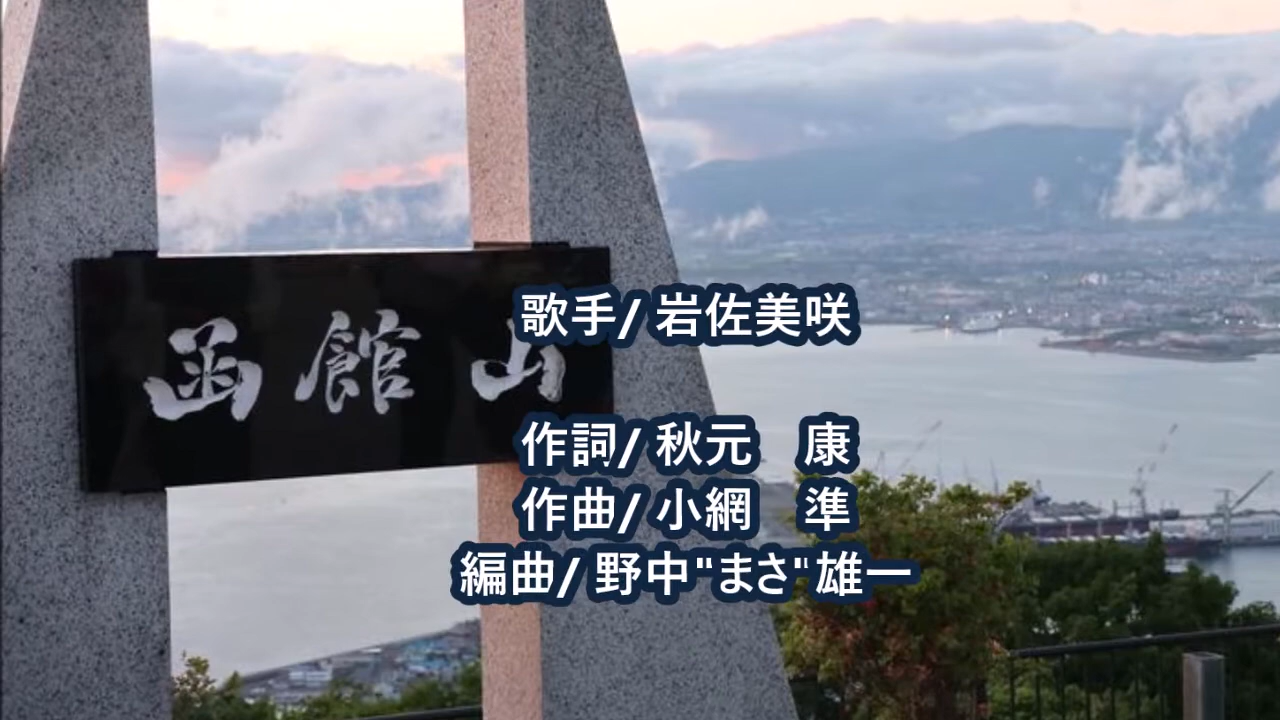 函館山
歌手/ 岩佐美咲
作詞/ 秋元　康
作曲/ 小網　準
編曲/ 野中"まさ"雄一